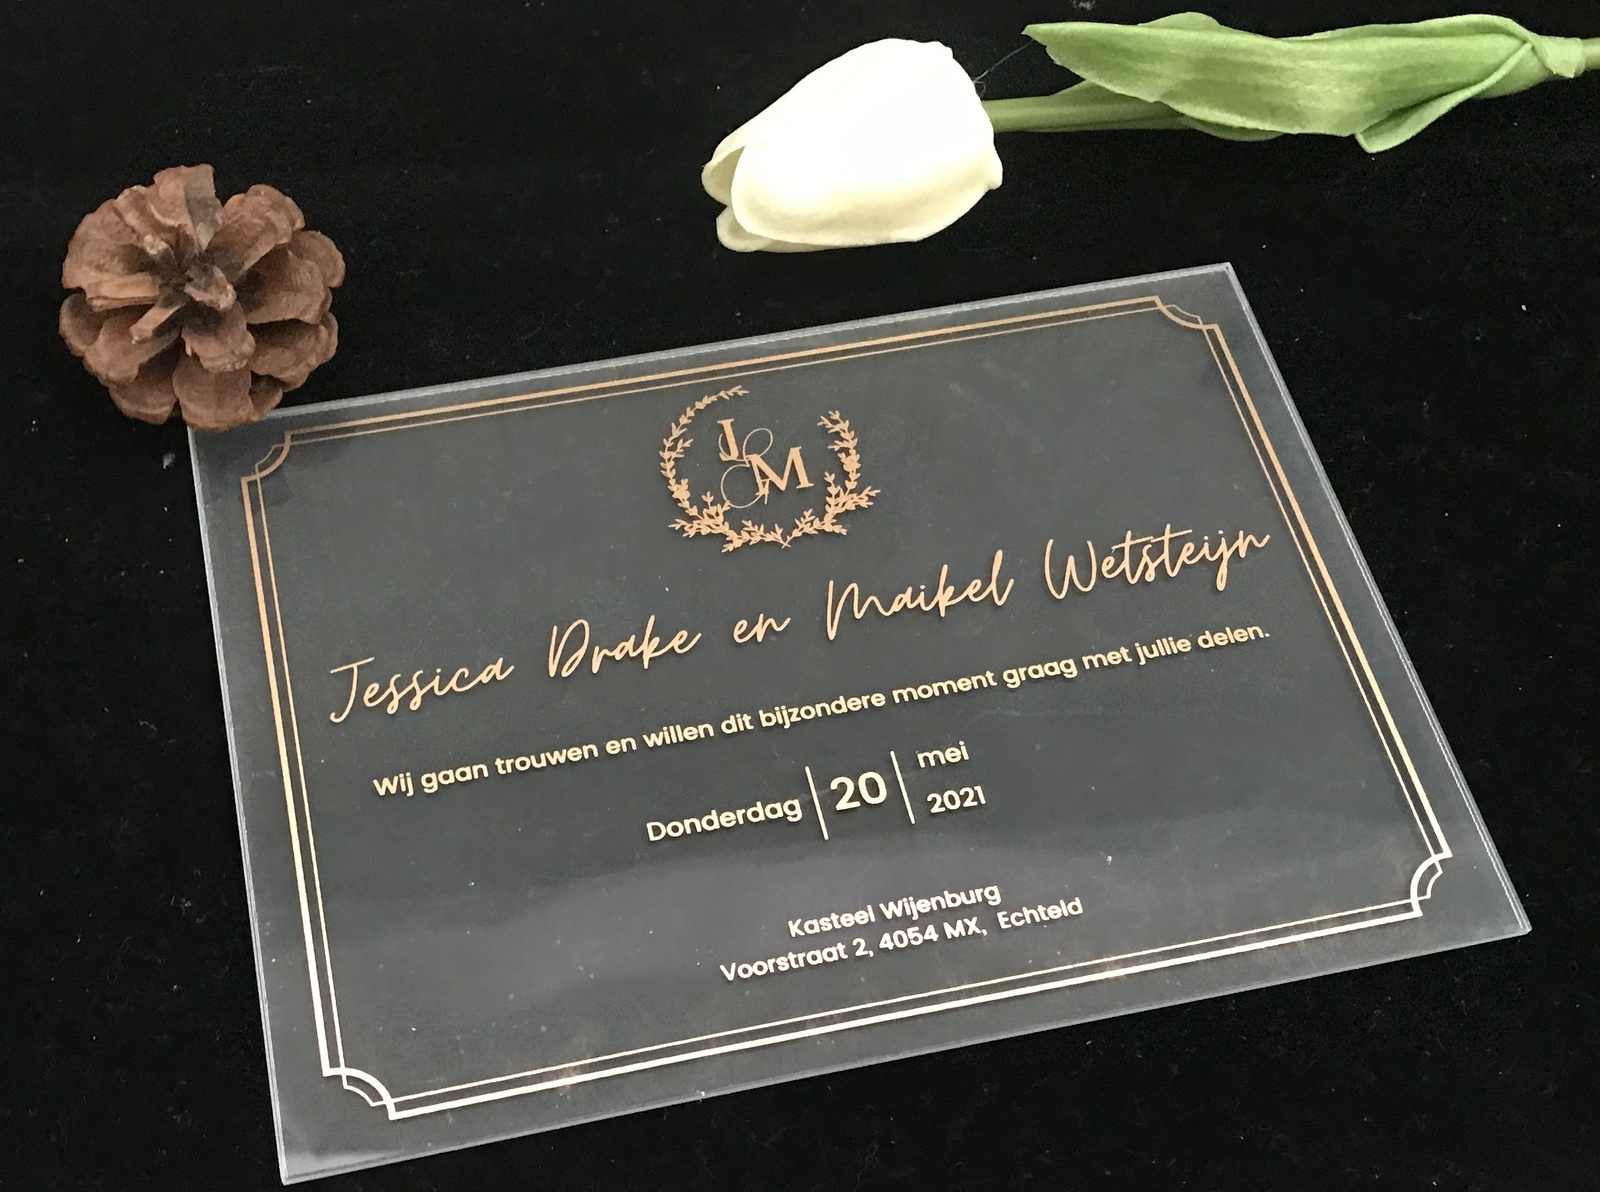 J
M
Jessica Drake en Maikel Wetsteijn
Wij gaan trouwen en willen dit bijzondere moment graag met jullie delen.
Donderdag 20 mei
2021
Kasteel Wijenburg
Voorstraat 2, 4054 MX, Echteld